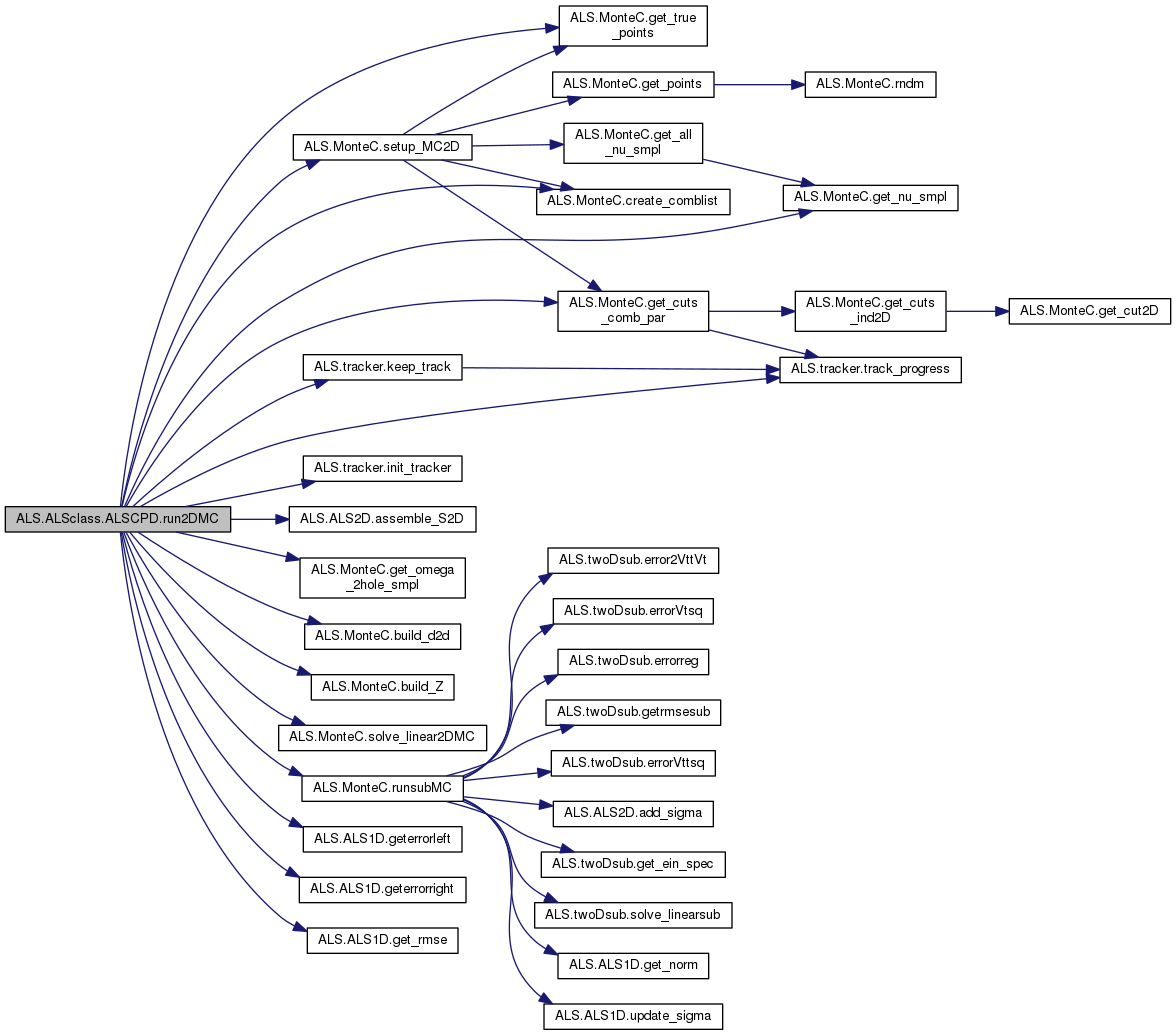 ALS.MonteC.get_true
_points
ALS.MonteC.get_points
ALS.MonteC.rndm
ALS.MonteC.setup_MC2D
ALS.MonteC.get_all
_nu_smpl
ALS.MonteC.create_comblist
ALS.MonteC.get_nu_smpl
ALS.MonteC.get_cuts
_comb_par
ALS.MonteC.get_cuts
_ind2D
ALS.MonteC.get_cut2D
ALS.tracker.keep_track
ALS.tracker.track_progress
ALS.tracker.init_tracker
ALS.ALSclass.ALSCPD.run2DMC
ALS.ALS2D.assemble_S2D
ALS.MonteC.get_omega
_2hole_smpl
ALS.MonteC.build_d2d
ALS.MonteC.build_Z
ALS.MonteC.solve_linear2DMC
ALS.MonteC.runsubMC
ALS.ALS1D.geterrorleft
ALS.ALS1D.geterrorright
ALS.ALS1D.get_rmse
ALS.twoDsub.error2VttVt
ALS.twoDsub.errorVtsq
ALS.twoDsub.errorreg
ALS.twoDsub.getrmsesub
ALS.twoDsub.errorVttsq
ALS.ALS2D.add_sigma
ALS.twoDsub.get_ein_spec
ALS.twoDsub.solve_linearsub
ALS.ALS1D.get_norm
ALS.ALS1D.update_sigma